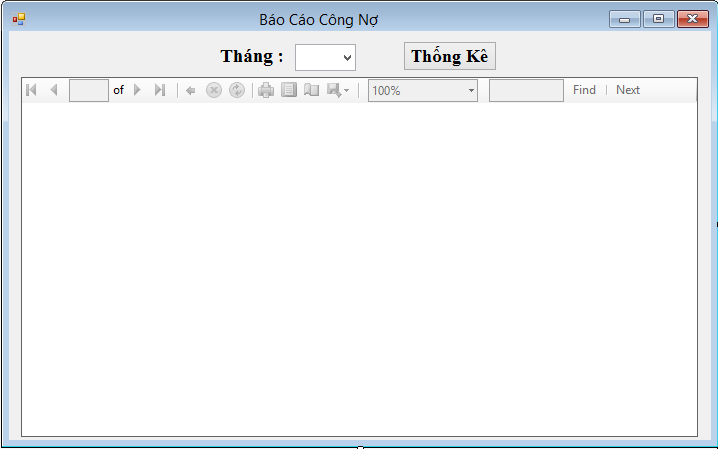 Báo Cáo Công Nợ
Tháng : Thống Kê
of 100% Find Next